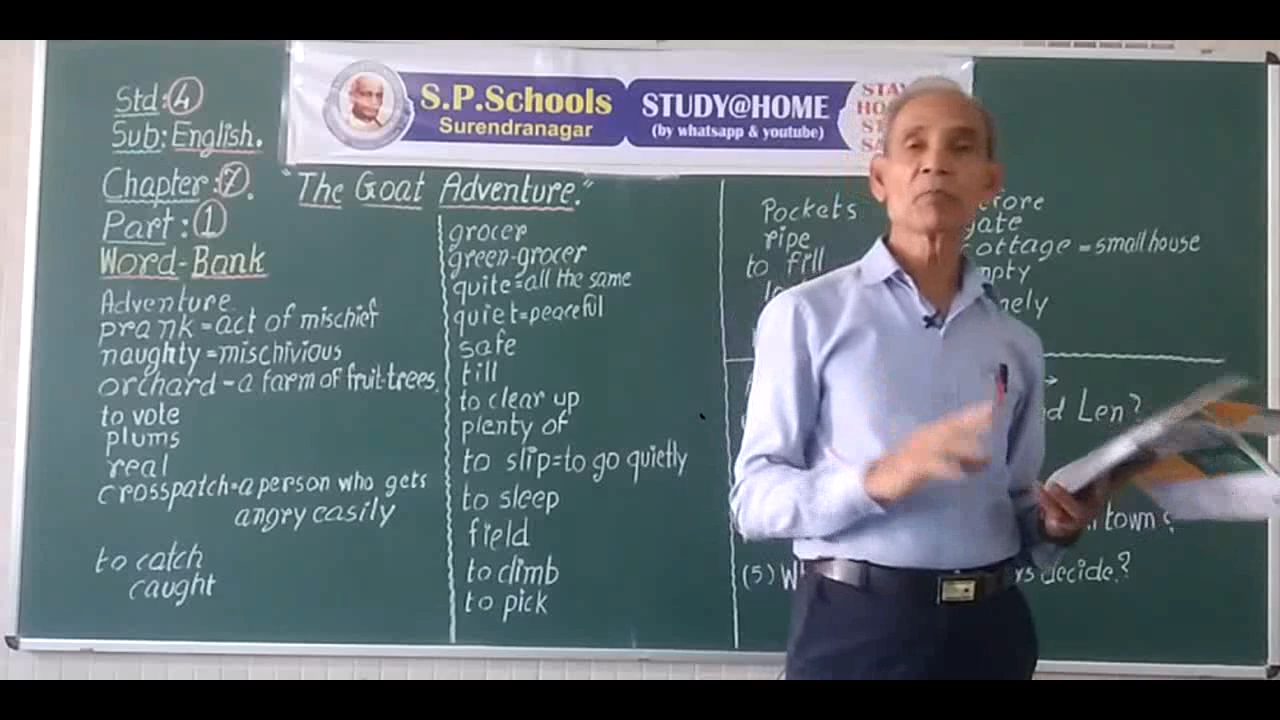 S.P.Schools
Surendranagar
STUDY@HOME
(by whatsapp & youtube)
Std: 4
Sub: English.
Chapter: 7. "The Goat Adventure."
Part: 1
Word-Bank
Adventure
prank = act of mischief
naughty = mischivious
orchard = a farm of fruit-trees
to vote
plums
real
crosspatch = a person who gets
angry easily
to catch
caught
grocer
green-grocer
quite = all the same
quiet = peaceful
safe
till
to clear up
plenty of
to slip = to go quietly
to sleep
field
to climb
to pick
Pockets
ripe
to fill
gate
cottage = small house
Len?
town?
(5) decide?